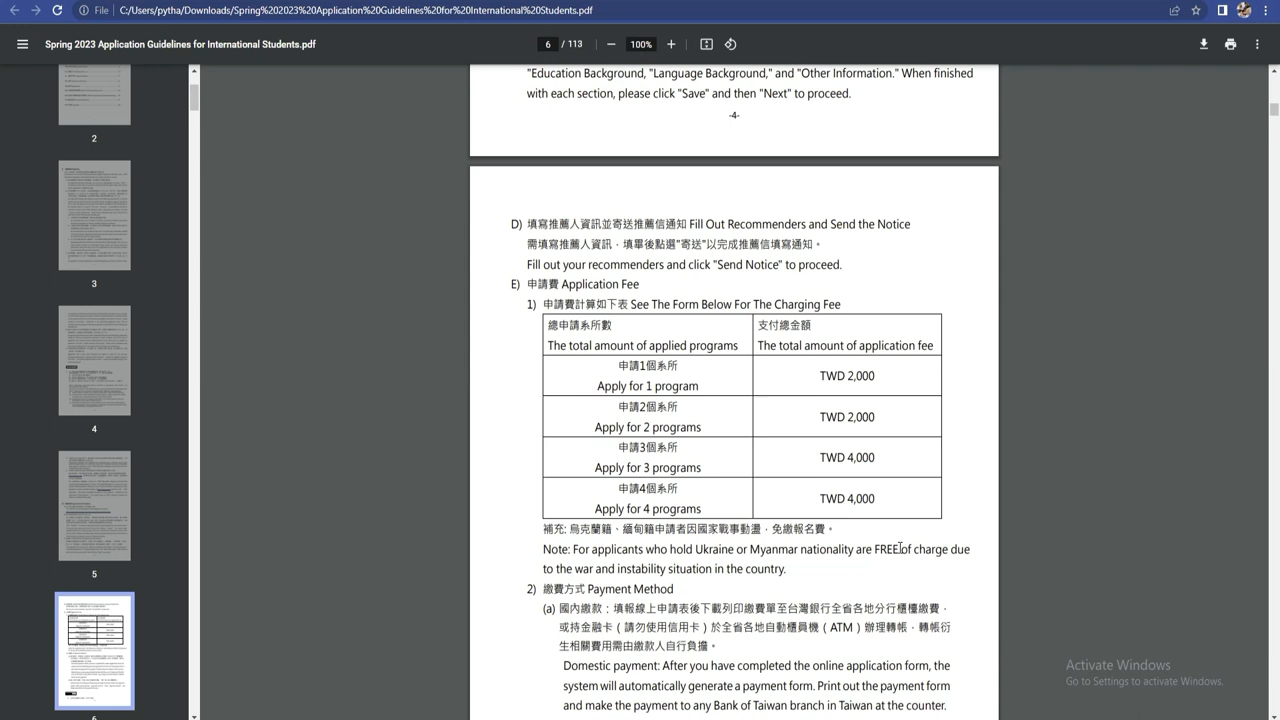 File
C:/Users/pytha/Downloads/Spring%202023%20Application%20Guidelines%20for%20International%20Students.pdf
Spring 2023 Application Guidelines for International Students.pdf
6 / 113
100%
2
3
4
5
6
"Education Background, "Language Background," and "Other Information." When finished
with each section, please click "Save" and then "Next" to proceed.
-4-
D) 填寫推薦人資訊並寄送推薦信通知 Fill Out Recommenders and Send the Notice
需填寫推薦人資訊，填畢後點選"寄送"以完成推薦信填寫通知。
Fill out your recommenders and click "Send Notice" to proceed.
E) 申請費 Application Fee
1) 申請費計算如下表 See The Form Below For The Charging Fee
總申請系所數
The total amount of applied programs
支付總金額
The total amount of application fee
申請1個系所
Apply for 1 program
TWD 2,000
申請2個系所
Apply for 2 programs
TWD 2,000
申請3個系所
Apply for 3 programs
TWD 4,000
申請4個系所
Apply for 4 programs
TWD 4,000
補充: 烏克蘭籍、緬甸籍申請者因國家戰事動盪，免繳報名費。
Note: For applicants who hold Ukraine or Myanmar nationality are FREE of charge due
to the war and instability situation in the country.
2) 繳費方式 Payment Method
(a) 國內繳款：填報線上申請表後下載列印繳費單至台灣銀行全省各地分行櫃檯繳費，
或持金融卡（請勿使用信用卡）於全省各地自動櫃員機（ATM）辦理轉帳，轉帳衍
生相關費用需由繳款人自行負擔。
Domestic payment: After you have completed the online application form, the
system will automatically generate a payment form. Print out the payment form
and make the payment to any Bank of Taiwan branch in Taiwan at the counter.
Activate Windows
Go to Settings to activate Windows.